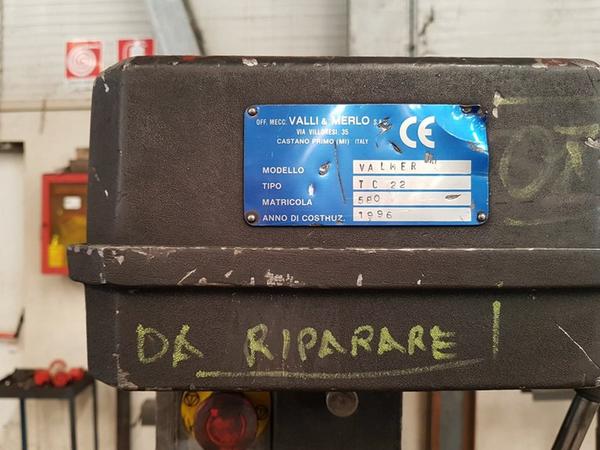 OFF. MECC. VALLI & MERLO S.
VIA VILLORESI, 35
CASTANO PRIMO (MI) ITALY
CE
MODELLO VALMER
TIPO TC 22
MATRICOLA 580
ANNO DI COSTRUZ. 1996
DA RIPARARE!